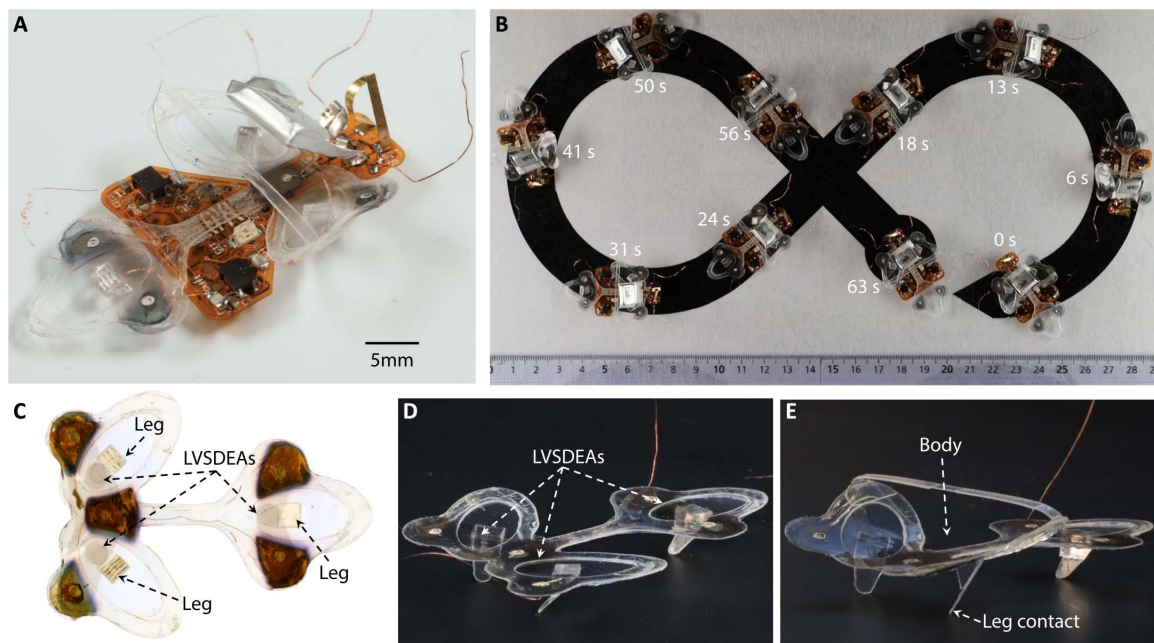 A
5mm
B
50 s
13 s
56 s
18 s
41 s
6 s
24 s
31 s
0 s
63 s
0 1 2 3 4 5 6 7 8 9 10 11 12 13 14 15 16 17 18 19 20 21 22 23 24 25 26 27 28
C
Leg
LVSDEAs
Leg
Leg
D
LVSDEAs
E
Body
Leg contact